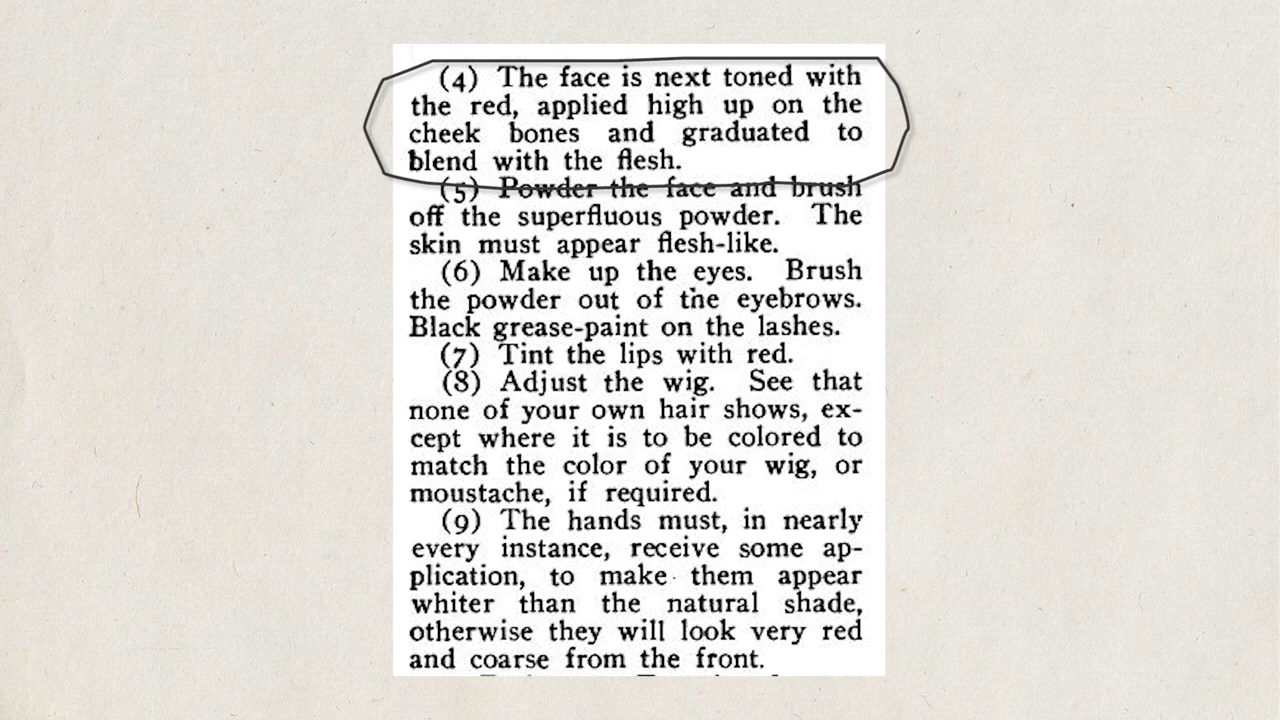 (4) The face is next toned with
the red, applied high up on the
cheek bones and graduated to
blend with the flesh.
(5) Powder the face and brush
off the superfluous powder. The
skin must appear flesh-like.
(6) Make up the eyes. Brush
the powder out of the eyebrows.
Black grease-paint on the lashes.
(7) Tint the lips with red.
(8) Adjust the wig. See that
none of your own hair shows, ex-
cept where it is to be colored to
match the color of your wig, or
moustache, if required.
(9) The hands must, in nearly
every instance, receive some ap-
plication, to make them appear
whiter than the natural shade,
otherwise they will look very red
and coarse from the front.